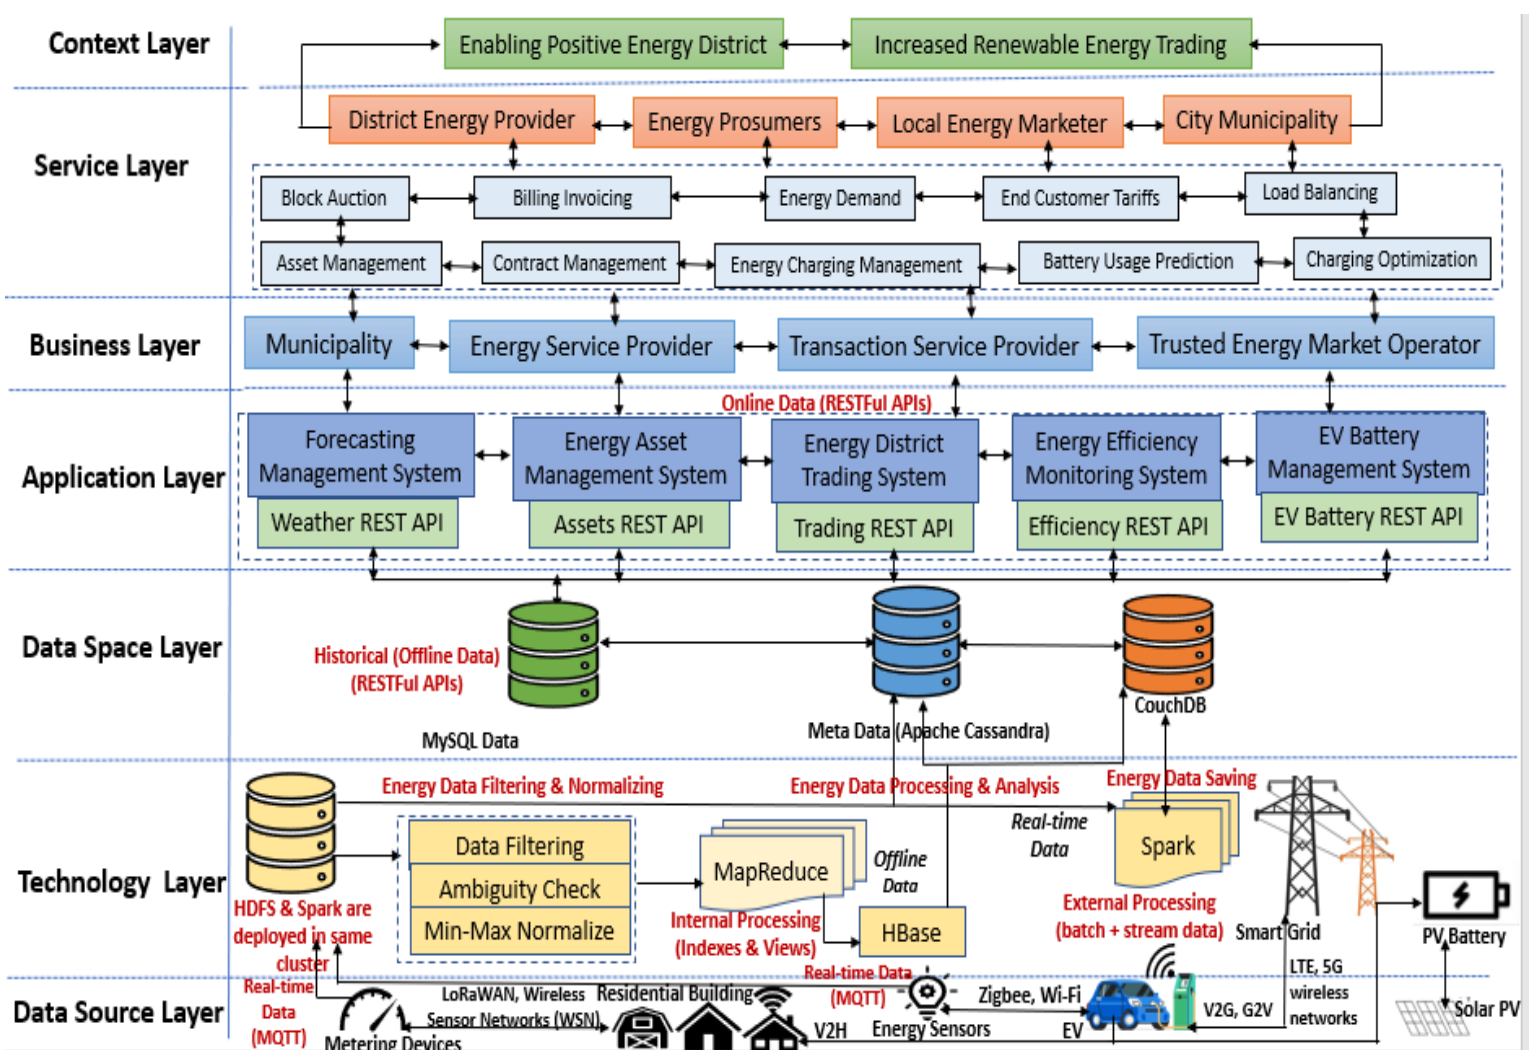 Context Layer
Enabling Positive Energy District
Increased Renewable Energy Trading
Service Layer
District Energy Provider
Energy Prosumers
Local Energy Marketer
City Municipality
Block Auction
Billing Invoicing
Energy Demand
End Customer Tariffs
Load Balancing
Asset Management
Contract Management
Energy Charging Management
Battery Usage Prediction
Charging Optimization
Business Layer
Municipality
Energy Service Provider
Transaction Service Provider
Trusted Energy Market Operator
Online Data (RESTFul APIs)
Application Layer
Forecasting
Management System
Weather REST API
Energy Asset
Management System
Assets REST API
Energy District
Trading System
Trading REST API
Energy Efficiency
Monitoring System
Efficiency REST API
EV Battery
Management System
EV Battery REST API
Data Space Layer
Historical (Offline Data)
(RESTFul APIs)
MySQL Data
Meta Data (Apache Cassandra)
CouchDB
Technology Layer
Energy Data Filtering & Normalizing
Energy Data Processing & Analysis
Energy Data Saving
HDFS & Spark are
deployed in same
cluster
Data Filtering
Ambiguity Check
Min-Max Normalize
MapReduce
Internal Processing
(Indexes & Views)
Offline
Data
HBase
Real-time
Data
Spark
External Processing
(batch + stream data)
Smart Grid
PV Battery
Data Source Layer
Real-time
Data
(MQTT)
Metering Devices
LoRaWAN, Wireless
Sensor Networks (WSN)
Residential Building
V2H
Real-time Data
(MQTT)
Energy Sensors
Zigbee, Wi-Fi
EV
V2G, G2V
LTE, 5G
wireless
networks
Solar PV